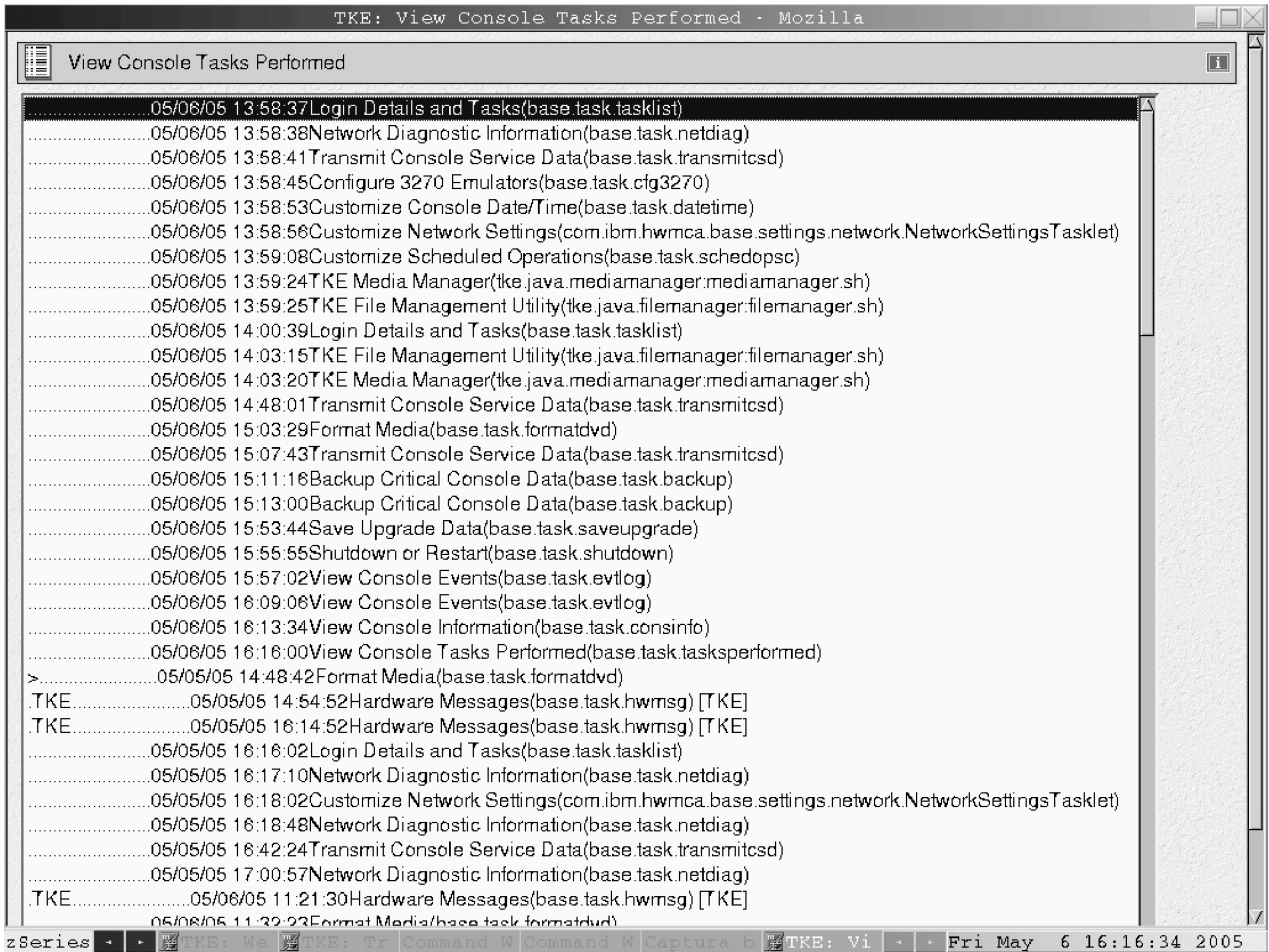 TKE: View Console Tasks Performed - Mozilla
View Console Tasks Performed
.........................05/06/05 13:58:37Login Details and Tasks(base.task.tasklist)
.........................05/06/05 13:58:38Network Diagnostic Information(base.task.netdiag)
.........................05/06/05 13:58:41Transmit Console Service Data(base.task.transmitcsd)
.........................05/06/05 13:58:45Configure 3270 Emulators(base.task.cfg3270)
.........................05/06/05 13:58:53Customize Console Date/Time(base.task.datetime)
.........................05/06/05 13:58:56Customize Network Settings(com.ibm.hwmca.base.settings.network.NetworkSettingsTasklet)
.........................05/06/05 13:59:08Customize Scheduled Operations(base.task.schedopsc)
.........................05/06/05 13:59:24TKE Media Manager(tke.java.mediamanager:mediamanager.sh)
.........................05/06/05 13:59:25TKE File Management Utility(tke.java.filemanager:filemanager.sh)
.........................05/06/05 14:00:39Login Details and Tasks(base.task.tasklist)
.........................05/06/05 14:03:15TKE File Management Utility(tke.java.filemanager:filemanager.sh)
.........................05/06/05 14:03:20TKE Media Manager(tke.java.mediamanager:mediamanager.sh)
.........................05/06/05 14:48:01Transmit Console Service Data(base.task.transmitcsd)
.........................05/06/05 15:03:29Format Media(base.task.formatdvd)
.........................05/06/05 15:07:43Transmit Console Service Data(base.task.transmitcsd)
.........................05/06/05 15:11:16Backup Critical Console Data(base.task.backup)
.........................05/06/05 15:13:00Backup Critical Console Data(base.task.backup)
.........................05/06/05 15:53:44Save Upgrade Data(base.task.saveupgrade)
.........................05/06/05 15:55:55Shutdown or Restart(base.task.shutdown)
.........................05/06/05 15:57:02View Console Events(base.task.evtlog)
.........................05/06/05 16:09:06View Console Events(base.task.evtlog)
.........................05/06/05 16:13:34View Console Information(base.task.consinfo)
.........................05/06/05 16:16:00View Console Tasks Performed(base.task.tasksperformed)
>........................05/05/05 14:48:42Format Media(base.task.formatdvd)
.TKE........................05/05/05 14:54:52Hardware Messages(base.task.hwmsg) [TKE]
.TKE........................05/05/05 16:14:52Hardware Messages(base.task.hwmsg) [TKE]
.........................05/05/05 16:16:02Login Details and Tasks(base.task.tasklist)
.........................05/05/05 16:17:10Network Diagnostic Information(base.task.netdiag)
.........................05/05/05 16:18:02Customize Network Settings(com.ibm.hwmca.base.settings.network.NetworkSettingsTasklet)
.........................05/05/05 16:18:48Network Diagnostic Information(base.task.netdiag)
.........................05/05/05 16:42:24Transmit Console Service Data(base.task.transmitcsd)
.........................05/05/05 17:00:57Network Diagnostic Information(base.task.netdiag)
.TKE........................05/06/05 11:21:30Hardware Messages(base.task.hwmsg) [TKE]
.........................05/06/05 11:32:23Format Media(base.task.formatdvd)
zSeries TKE: We TKE: Tr Command W Command W Captura b TKE: Vi Fri May 6 16:16:34 2005